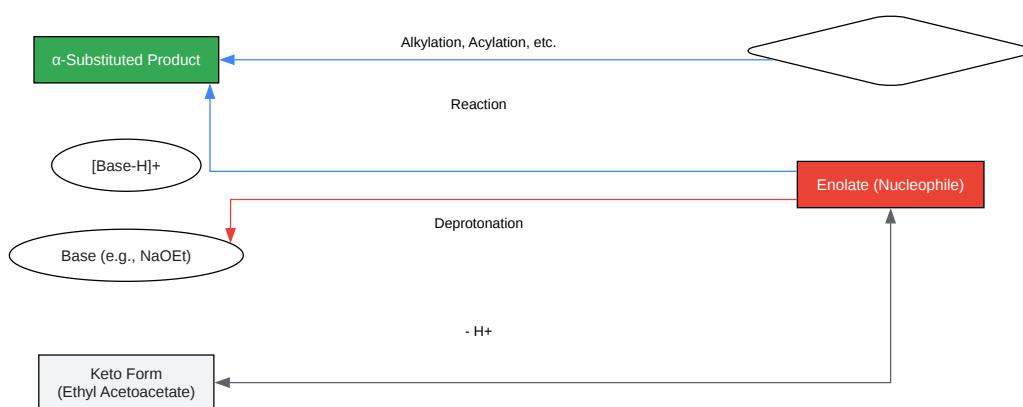 Alkylation, Acylation, etc.
α-Substituted Product
Reaction
[Base-H]+
Enolate (Nucleophile)
Deprotonation
Base (e.g., NaOEt)
- H+
Keto Form
(Ethyl Acetoacetate)